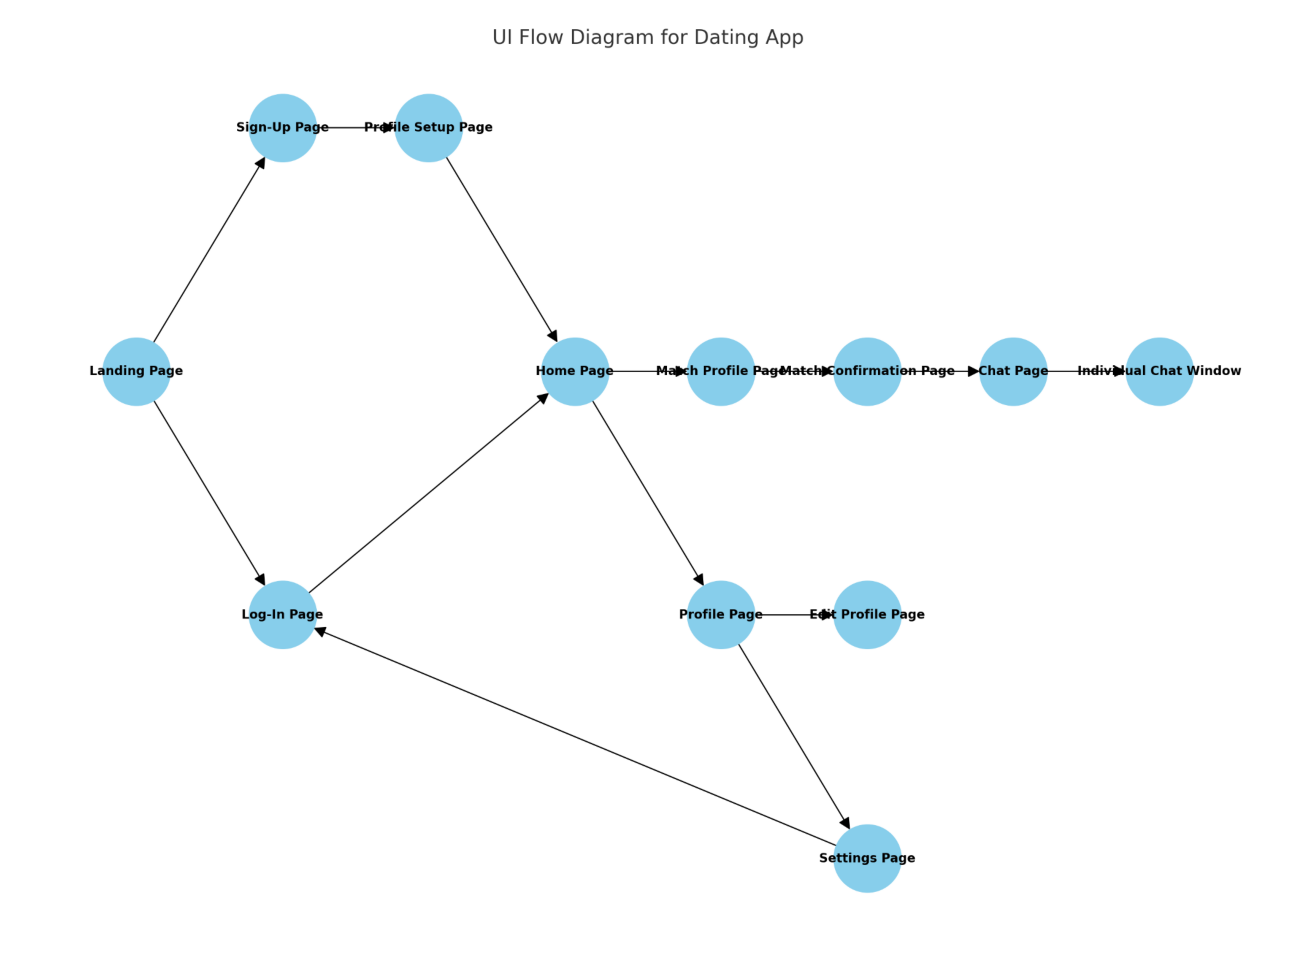 UI Flow Diagram for Dating App
Sign-Up Page
Profile Setup Page
Landing Page
Home Page
Match Profile Page
Match Confirmation Page
Chat Page
Individual Chat Window
Log-In Page
Profile Page
Edit Profile Page
Settings Page